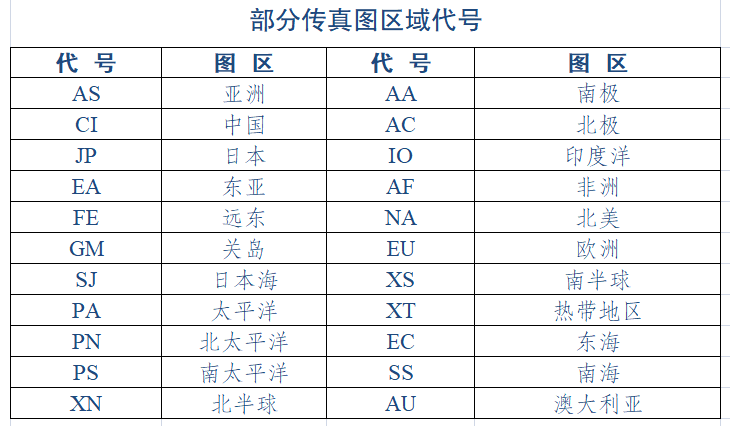 部分传真图区域代号
代 号 图 区 代 号 图 区
AS 亚洲 AA 南极
CI 中国 AC 北极
JP 日本 IO 印度洋
EA 东亚 AF 非洲
FE 远东 NA 北美
GM 关岛 EU 欧洲
SJ 日本海 XS 南半球
PA 太平洋 XT 热带地区
PN 北太平洋 EC 东海
PS 南太平洋 SS 南海
XN 北半球 AU 澳大利亚